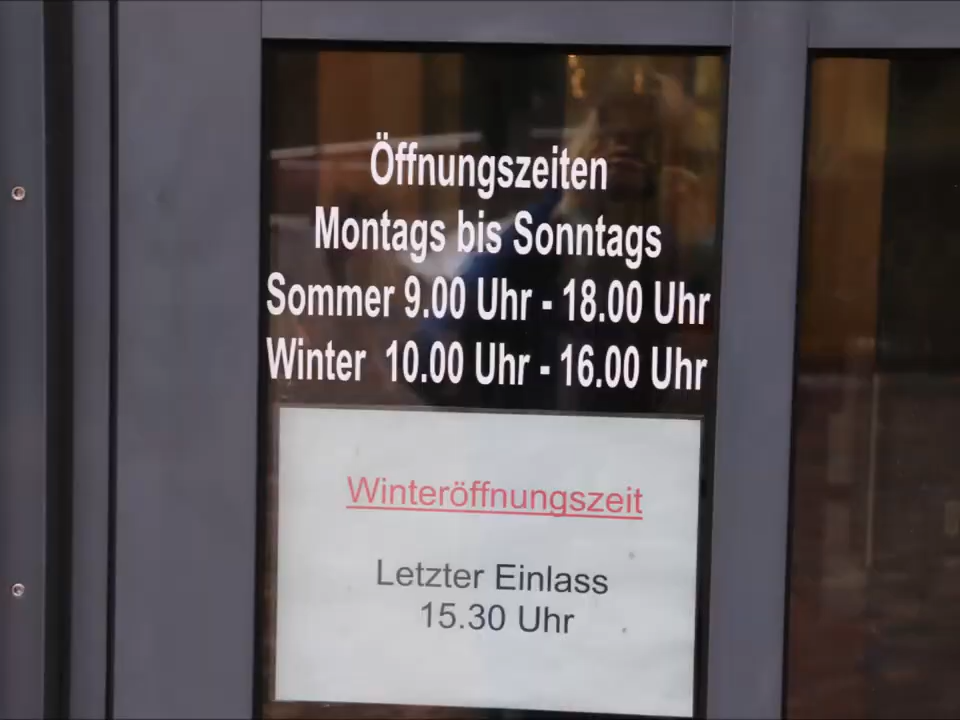 Öffnungszeiten
Montags bis Sonntags
Sommer 9.00 Uhr - 18.00 Uhr
Winter 10.00 Uhr - 16.00 Uhr
Winteröffnungszeit
Letzter Einlass
15.30 Uhr